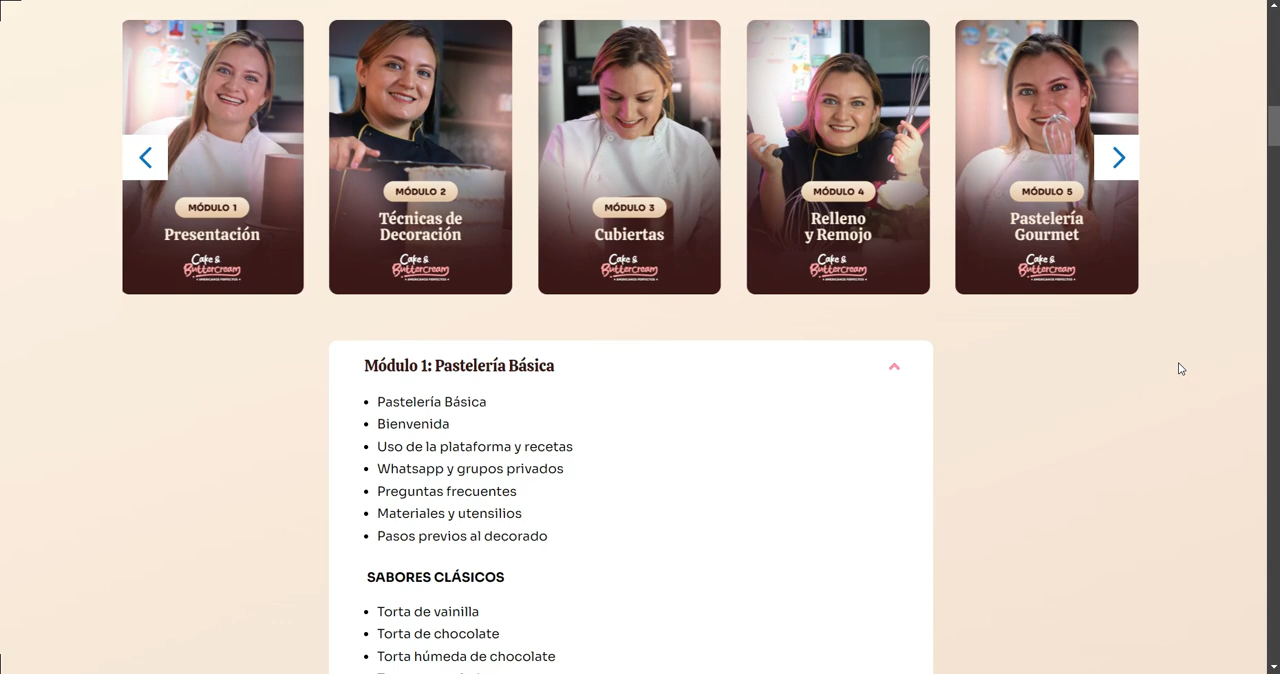 MÓDULO 1
Presentación
Cake &
Buttercream
MÓDULO 2
Técnicas de
Decoración
Cake &
Buttercream
MÓDULO 3
Cubiertas
Cake &
Buttercream
MÓDULO 4
Relleno
y Remojo
Cake &
Buttercream
MÓDULO 5
Pastelería
Gourmet
Cake &
Buttercream
Módulo 1: Pastelería Básica
• Pastelería Básica
• Bienvenida
• Uso de la plataforma y recetas
• Whatsapp y grupos privados
• Preguntas frecuentes
• Materiales y utensilios
• Pasos previos al decorado
SABORES CLÁSICOS
• Torta de vainilla
• Torta de chocolate
• Torta húmeda de chocolate